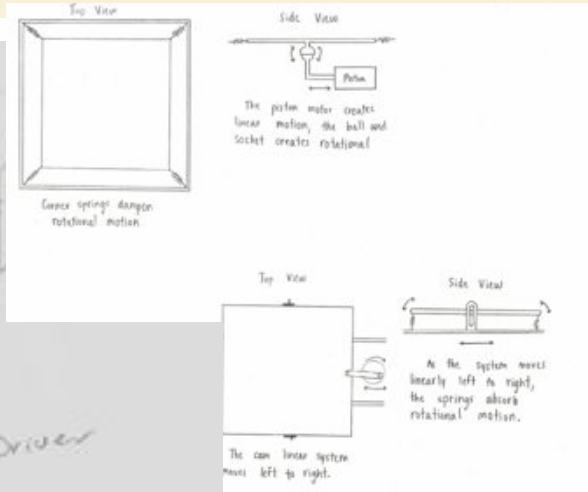 Top View
Corner springs dampen
rotational motion
Side View
Piston
The piston motor creates
linear motion, the ball and
socket creates rotational
Top View
The cam linear system
moves left to right.
Side View
As the system moves
linearly left to right,
the springs absorb
rotational motion.
Driver